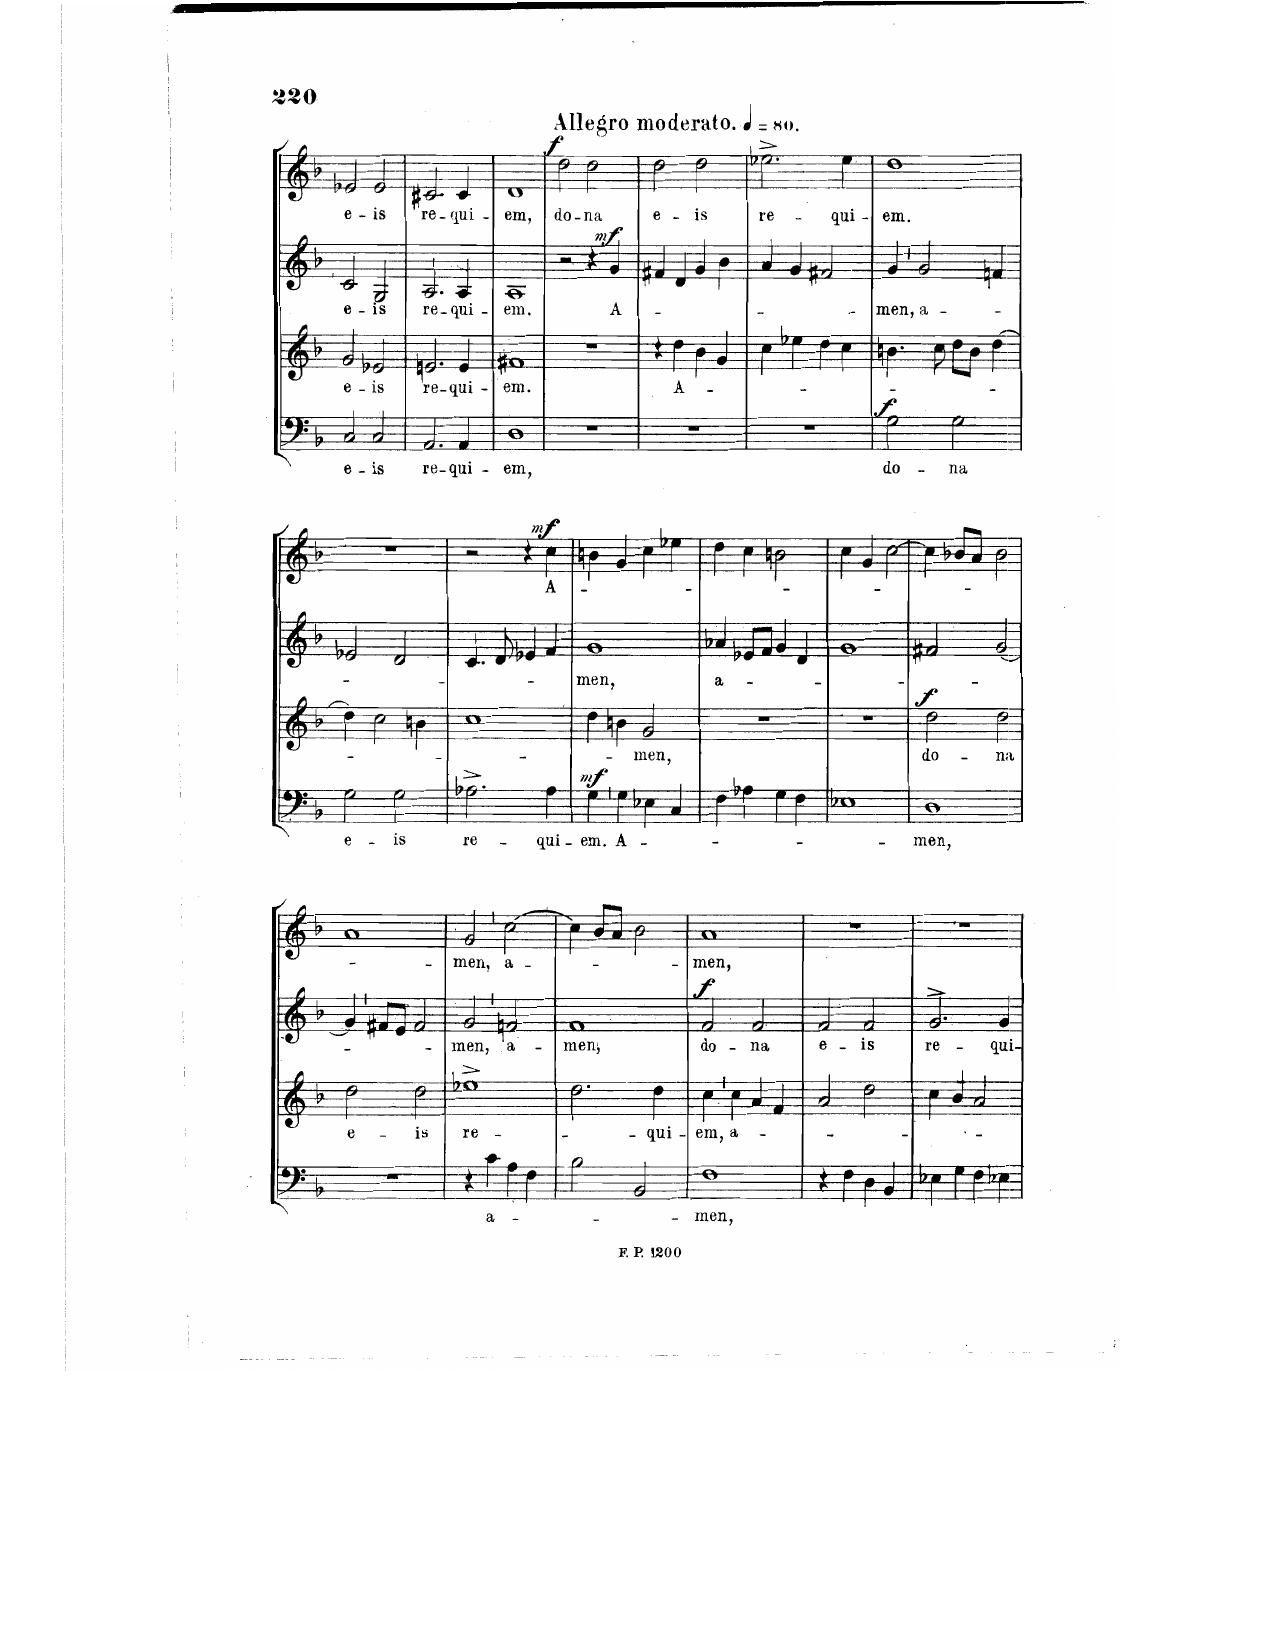 220
Allegro moderato. ♩ = 80.
f
e - is re - qui - em, do - na e - is re - qui - em.
mf
e - is re - qui - em. A - men, a -
e - is re - qui - em. A -
f
e - is re - qui - em, do - na
mf
A -
men, a -
f
men, do - na
mf
e - is re - qui - em. A - men,
men, a - men,
f
men, a - men, do - na e - is re - qui -
e - is re - qui - em, a -
a - men,
F. P. 1200